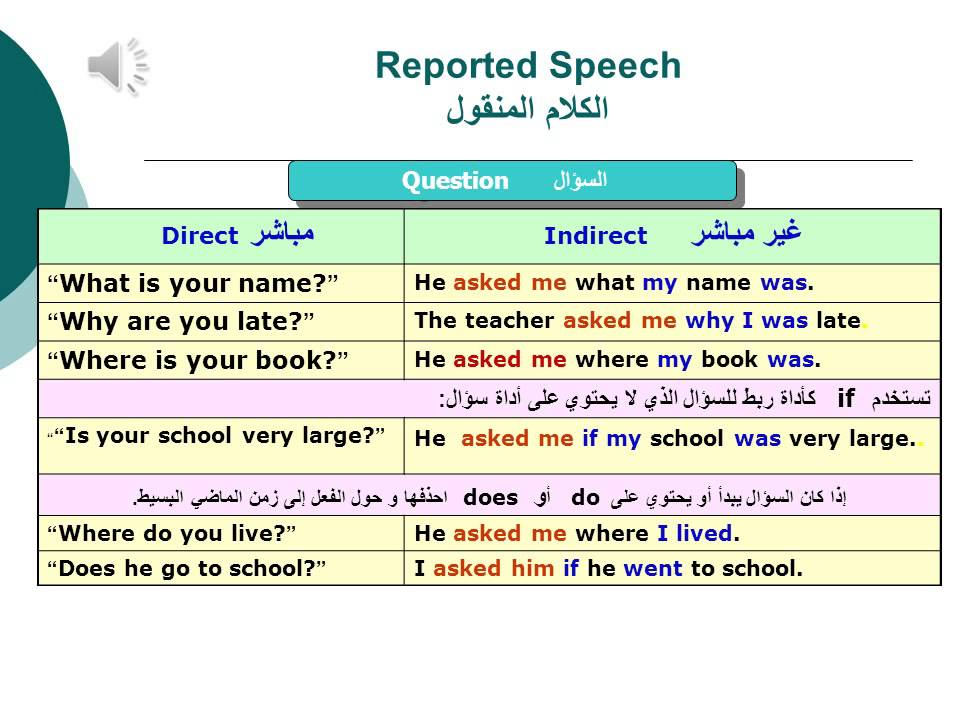 Reported Speech
الكلام المنقول
Question السؤال
Direct مباشر
Indirect غير مباشر
“What is your name?”
He asked me what my name was.
“Why are you late?”
The teacher asked me why I was late.
“Where is your book?”
He asked me where my book was.
تستخدم if كأداة ربط للسؤال الذي لا يحتوي على أداة سؤال:
““Is your school very large?”
He asked me if my school was very large..
إذا كان السؤال يبدأ أو يحتوي على do أو does احذفها و حول الفعل إلى زمن الماضي البسيط.
“Where do you live?”
He asked me where I lived.
“Does he go to school?”
I asked him if he went to school.